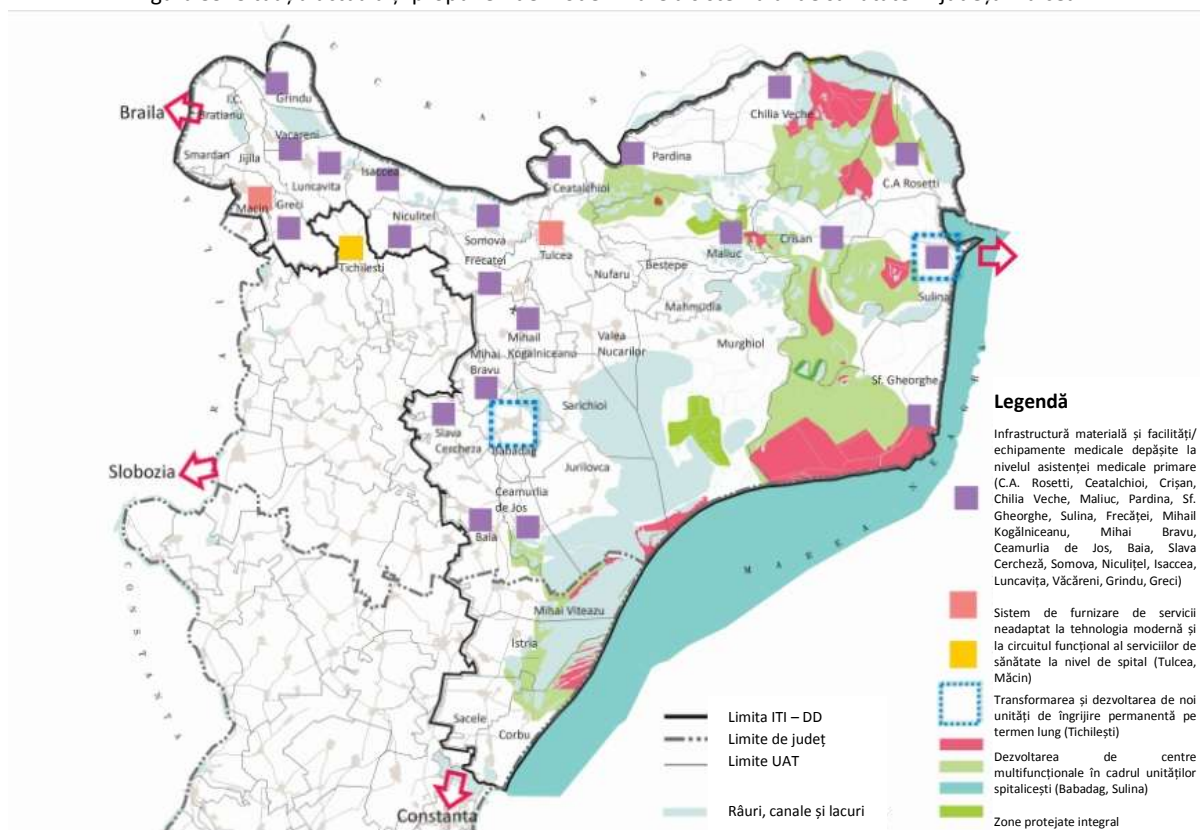 Braila
Slobozia
Constanta
I.C.
Bratianu
Grindu
Smardan
Jijila
Vacareni
Luncavita
Isaccea
Macin
Greci
Niculitel
Tichilesti
Somova
Frecatei
Tulcea
Ceatalchioi
Pardina
Chilia Veche
C.A Rosetti
Maliuc
Crisan
Sulina
Nufaru
Bestepe
Mahmudia
Murghiol
Valea
Nucarilor
Mihail
Kogalniceanu
Mihai
Bravu
Sarichioi
Slava
Cercheza
Babadag
Jurilovca
Ceamurlia
de Jos
Baia
Sf. Gheorghe
Mihai Viteazu
Istria
Sacele
Corbu
CONSTANTA
Limita ITI – DD
Limite de județ
Limite UAT
Râuri, canale și lacuri
Legendă
Infrastructură materială și facilități/
echipamente medicale depășite la
nivelul asistenței medicale primare
(C.A. Rosetti, Ceatalchioi, Crișan,
Chilia Veche, Maliuc, Pardina, Sf.
Gheorghe, Sulina, Frecăței, Mihail
Kogălniceanu, Mihai Bravu,
Ceamurlia de Jos, Baia, Slava
Cercheză, Somova, Niculițel, Isaccea,
Luncavița, Văcăreni, Grindu, Greci)
Sistem de furnizare de servicii
neadaptat la tehnologia modernă și
la circuitul funcțional al serviciilor de
sănătate la nivel de spital (Tulcea,
Măcin)
Transformarea și dezvoltarea de noi
unități de îngrijire permanentă pe
termen lung (Tichilești)
Dezvoltarea de centre
multifuncționale în cadrul unităților
spitalicești (Babadag, Sulina)
Zone protejate integral